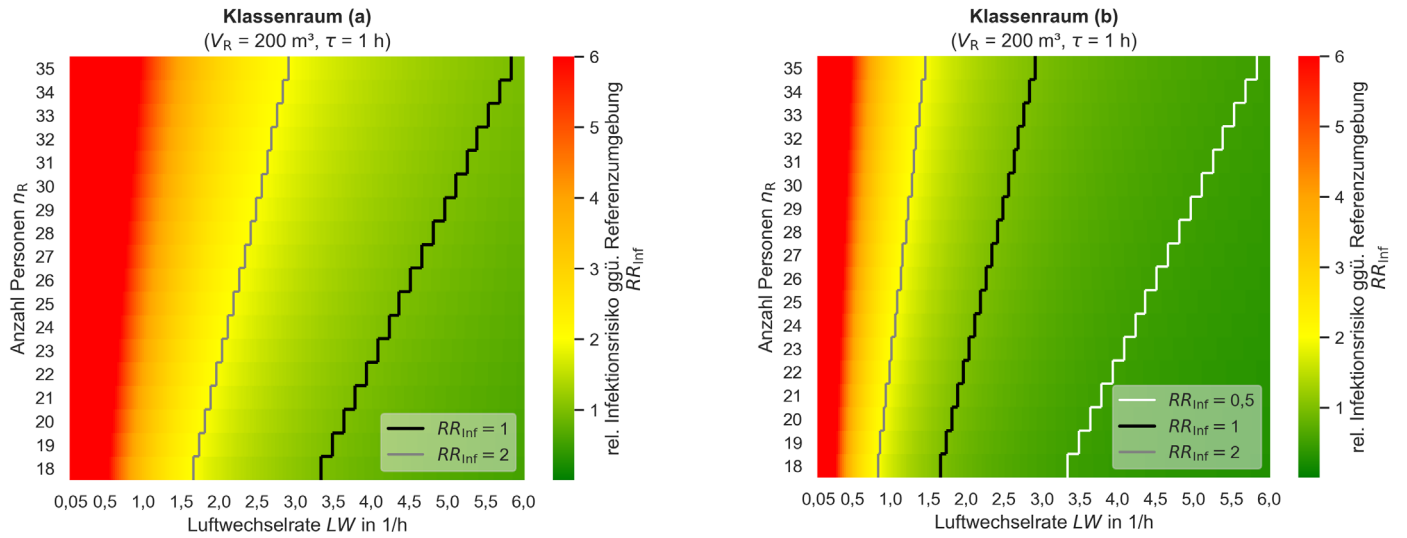 Klassenraum (a)
(V_R = 200 m³, τ = 1 h)
35
34
33
32
31
30
29
28
27
26
25
24
23
22
21
20
19
18
Anzahl Personen n_R
0,05 0,5 1,0 1,5 2,0 2,5 3,0 3,5 4,0 4,5 5,0 5,5 6,0
Luftwechselrate LW in 1/h
RR_Inf = 1
RR_Inf = 2
6
5
4
3
2
1
rel. Infektionsrisiko ggü. Referenzumgebung
RR_Inf
Klassenraum (b)
(V_R = 200 m³, τ = 1 h)
35
34
33
32
31
30
29
28
27
26
25
24
23
22
21
20
19
18
Anzahl Personen n_R
0,05 0,5 1,0 1,5 2,0 2,5 3,0 3,5 4,0 4,5 5,0 5,5 6,0
Luftwechselrate LW in 1/h
RR_Inf = 0,5
RR_Inf = 1
RR_Inf = 2
6
5
4
3
2
1
rel. Infektionsrisiko ggü. Referenzumgebung
RR_Inf